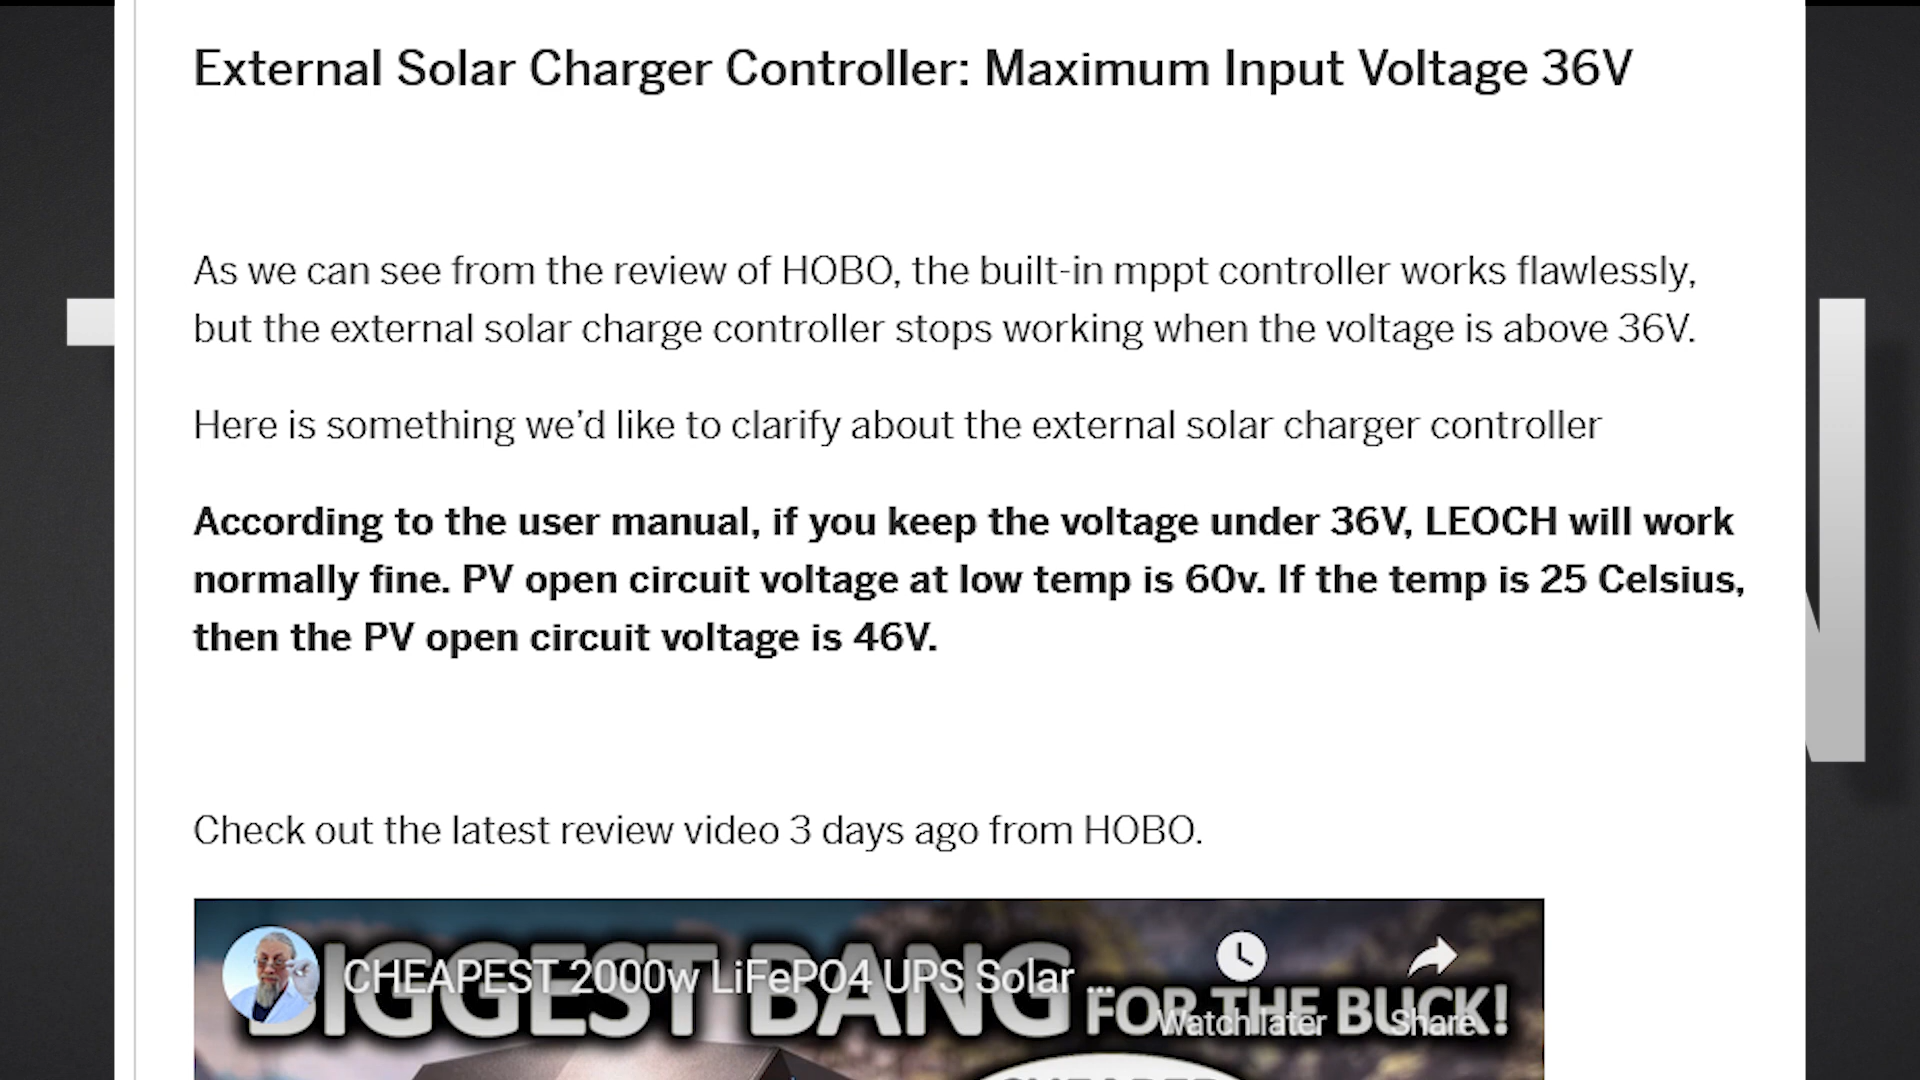 External Solar Charger Controller: Maximum Input Voltage 36V
As we can see from the review of HOBO, the built-in mppt controller works flawlessly,
but the external solar charge controller stops working when the voltage is above 36V.
Here is something we’d like to clarify about the external solar charger controller
According to the user manual, if you keep the voltage under 36V, LEOCH will work
normally fine. PV open circuit voltage at low temp is 60v. If the temp is 25 Celsius,
then the PV open circuit voltage is 46V.
Check out the latest review video 3 days ago from HOBO.
CHEAPEST 2000w LiFePO4 UPS Solar ...
BIGGEST BANG FOR THE BUCK!
Watch later
Share